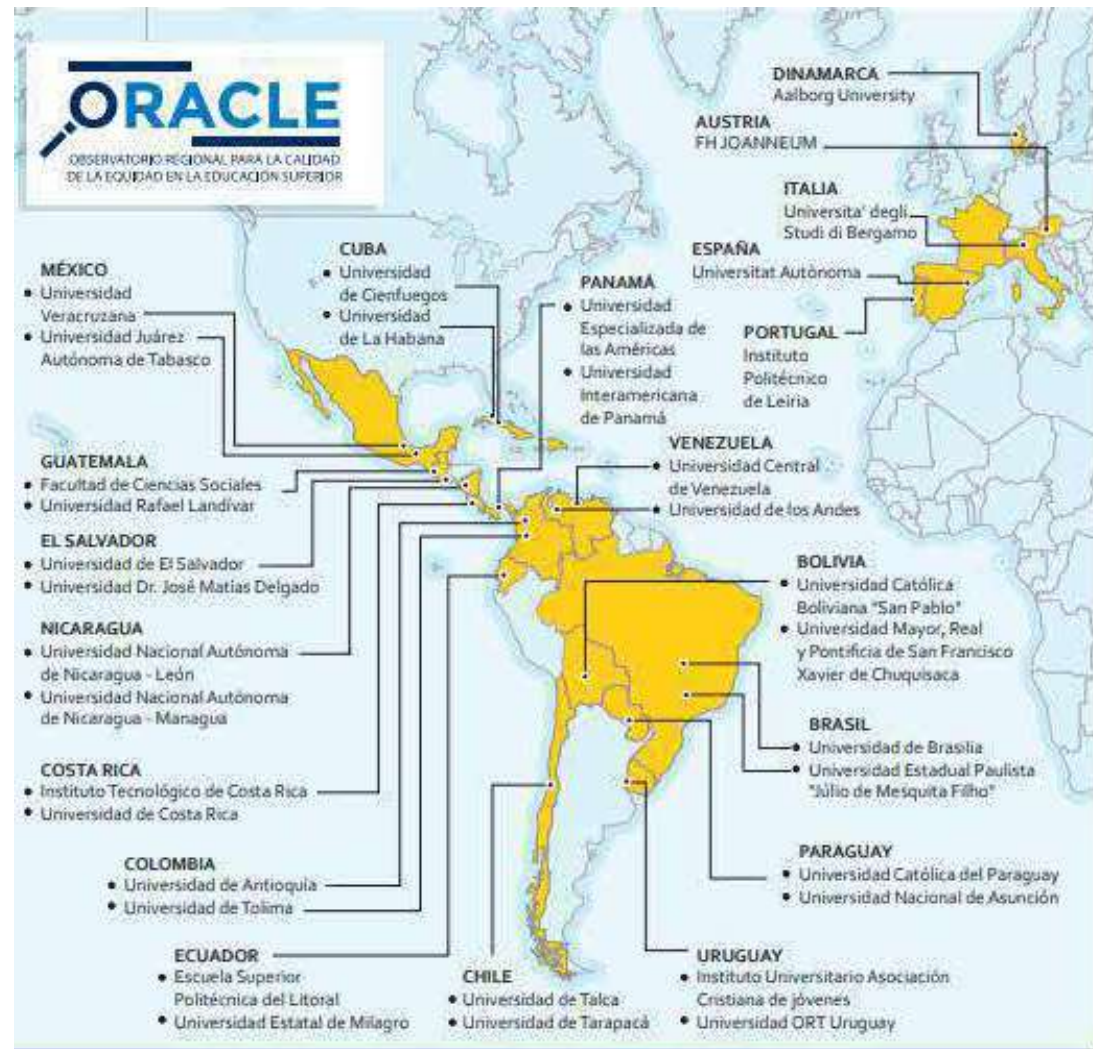 ORACLE
OBSERVATORIO REGIONAL PARA LA CALIDAD
DE LA EQUIDAD EN LA EDUCACIÓN SUPERIOR
DINAMARCA
Aalborg University
AUSTRIA
FH JOANNEUM
ITALIA
Universita' degli
Studi di Bergamo
ESPAÑA
Universitat Autònoma
PORTUGAL
Instituto
Politécnico
de Leiria
MÉXICO
• Universidad
Veracruzana
• Universidad Juárez
Autónoma de Tabasco
CUBA
• Universidad
de Cienfuegos
• Universidad
de La Habana
PANAMÁ
• Universidad
Especializada de
las Américas
• Universidad
Interamericana
de Panamá
GUATEMALA
• Facultad de Ciencias Sociales
• Universidad Rafael Landívar
VENEZUELA
• Universidad Central
de Venezuela
• Universidad de los Andes
EL SALVADOR
• Universidad de El Salvador
• Universidad Dr. José Matías Delgado
BOLIVIA
• Universidad Católica
Boliviana "San Pablo"
• Universidad Mayor, Real
y Pontificia de San Francisco
Xavier de Chuquisaca
NICARAGUA
• Universidad Nacional Autónoma
de Nicaragua - León
• Universidad Nacional Autónoma
de Nicaragua - Managua
BRASIL
• Universidad de Brasilia
• Universidad Estadual Paulista
"Júlio de Mesquita Filho"
COSTA RICA
• Instituto Tecnológico de Costa Rica
• Universidad de Costa Rica
PARAGUAY
• Universidad Católica del Paraguay
• Universidad Nacional de Asunción
COLOMBIA
• Universidad de Antioquía
• Universidad de Tolima
ECUADOR
• Escuela Superior
Politécnica del Litoral
• Universidad Estatal de Milagro
CHILE
• Universidad de Talca
• Universidad de Tarapacá
URUGUAY
• Instituto Universitario Asociación
Cristiana de jóvenes
• Universidad ORT Uruguay